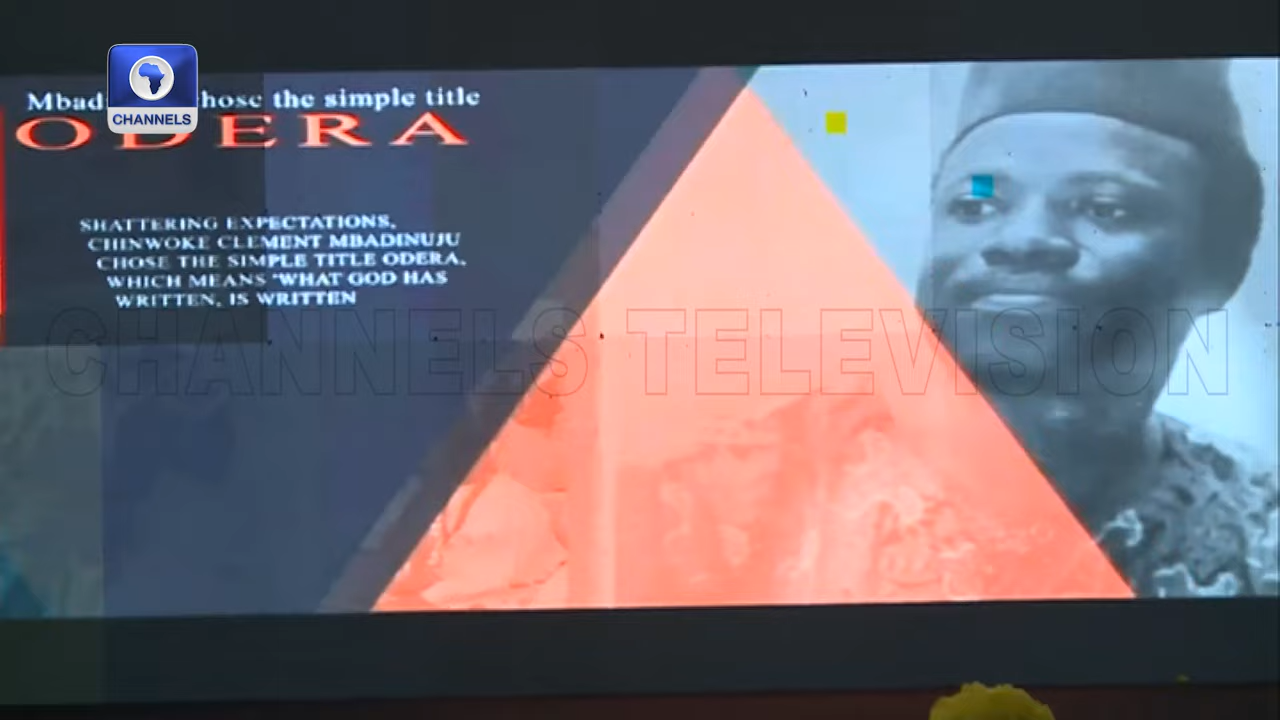 CHANNELS
Mbad hose the simple title
ODERA
SHATTERING EXPECTATIONS,
CHINWOKE CLEMENT MBADINUJU
CHOSE THE SIMPLE TITLE ODERA,
WHICH MEANS "WHAT GOD HAS
WRITTEN, IS WRITTEN
CHANNELS TELEVISION